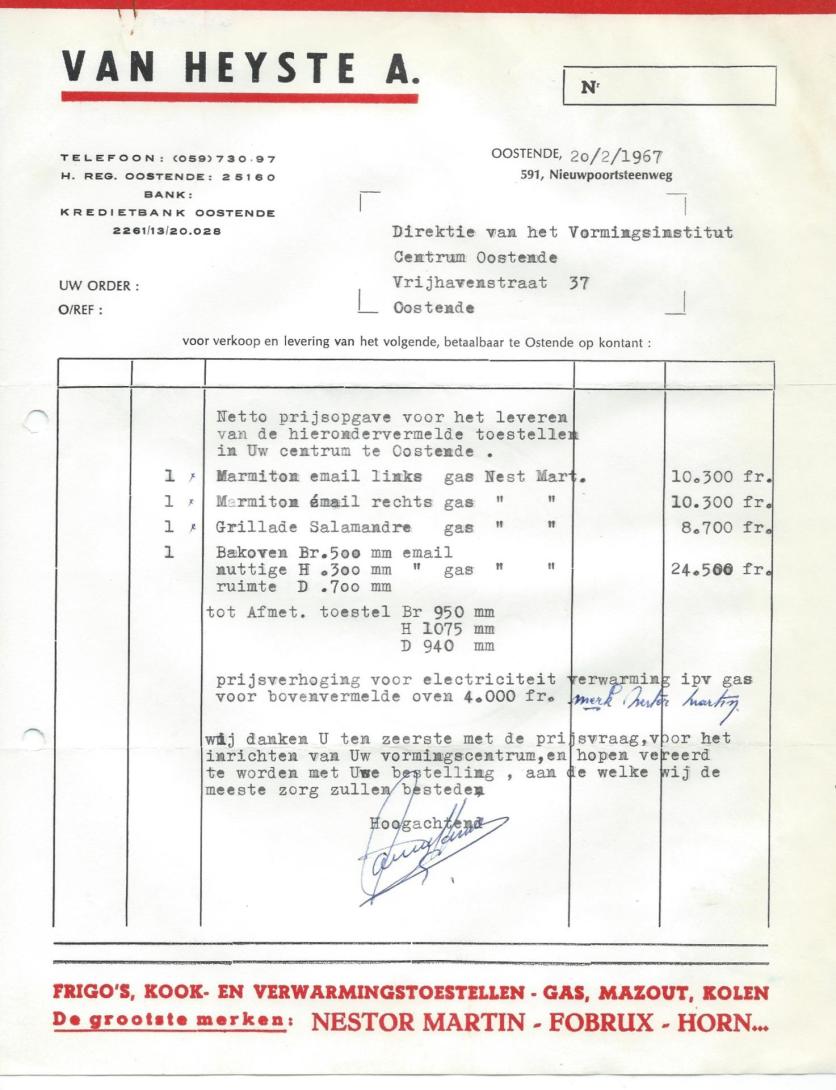 VAN HEYSTE A.
Nr
TELEFOON: (059)730.97
H. REG. OOSTENDE: 25160
BANK:
KREDIETBANK OOSTENDE
2261/13/20.028
OOSTENDE, 20/2/1967
591, Nieuwpoortsteenweg
Direktie van het Vormingsinstitut
Centrum Oostende
Vrijhavenstraat 37
Oostende
UW ORDER :
O/REF :
voor verkoop en levering van het volgende, betaalbaar te Ostende op kontant :
Netto prijsopgave voor het leveren
van de hierondervermelde toestellen
in Uw centrum te Oostende .
1 Marmiton email links gas Nest Mart. 10.300 fr.
1 Marmiton émail rechts gas " " 10.300 fr.
1 Grillade Salamandre gas " " 8.700 fr.
1 Bakoven Br.500 mm email
nuttige H .300 mm " gas " " 24.500 fr.
ruimte D .700 mm
tot Afmet. toestel Br 950 mm
H 1075 mm
D 940 mm
prijsverhoging voor electriciteit verwarming ipv gas
voor bovenvermelde oven 4.000 fr. merk Nestor Martin
wij danken U ten zeerste met de prijsvraag,voor het
inrichten van Uw vormingscentrum,en hopen vereerd
te worden met Uwe bestelling , aan de welke wij de
meeste zorg zullen besteden
Hoogachtend
FRIGO'S, KOOK- EN VERWARMINGSTOESTELLEN - GAS, MAZOUT, KOLEN
De grootste merken: NESTOR MARTIN - FOBRUX - HORN...